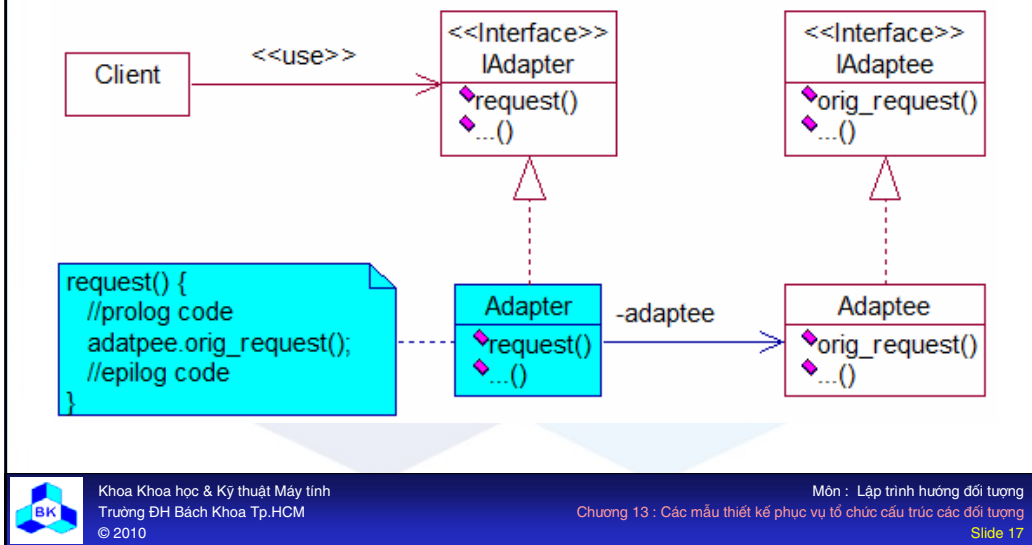 Client
<<use>>
<<Interface>>
IAdapter
request()
...()
<<Interface>>
IAdaptee
orig_request()
...()
request() {
//prolog code
adatpee.orig_request();
//epilog code
}
Adapter
request()
...()
-adaptee
Adaptee
orig_request()
...()
BK
Khoa Khoa học & Kỹ thuật Máy tính
Trường ĐH Bách Khoa Tp.HCM
© 2010
Môn : Lập trình hướng đối tượng
Chương 13 : Các mẫu thiết kế phục vụ tổ chức cấu trúc các đối tượng
Slide 17